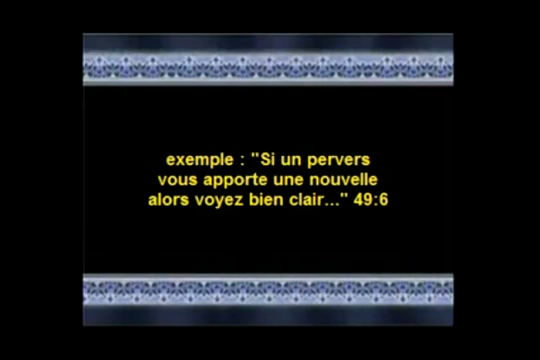 exemple : "Si un pervers
vous apporte une nouvelle
alors voyez bien clair..." 49:6